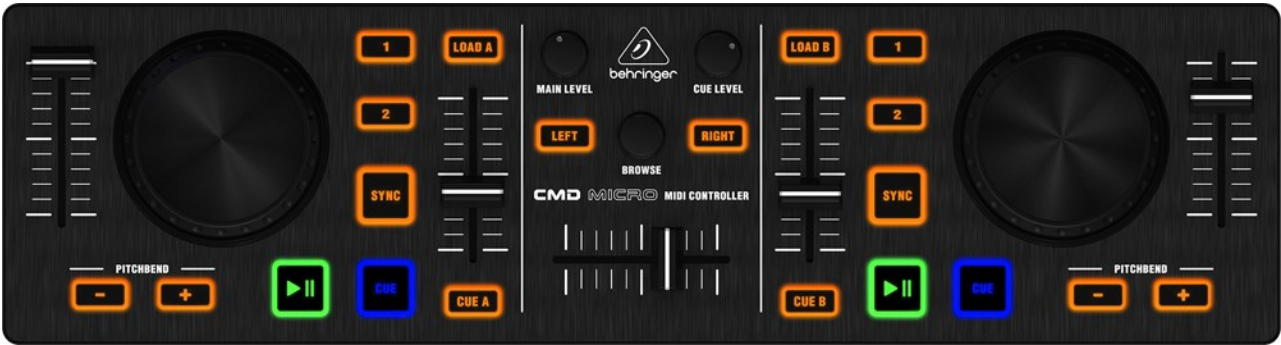 1
LOAD A
2
SYNC
PITCHBEND
-
+
CUE
CUE A
MAIN LEVEL
behringer
CUE LEVEL
LEFT
RIGHT
BROWSE
CMD MICRO MIDI CONTROLLER
LOAD B
1
2
SYNC
CUE B
CUE
PITCHBEND
-
+